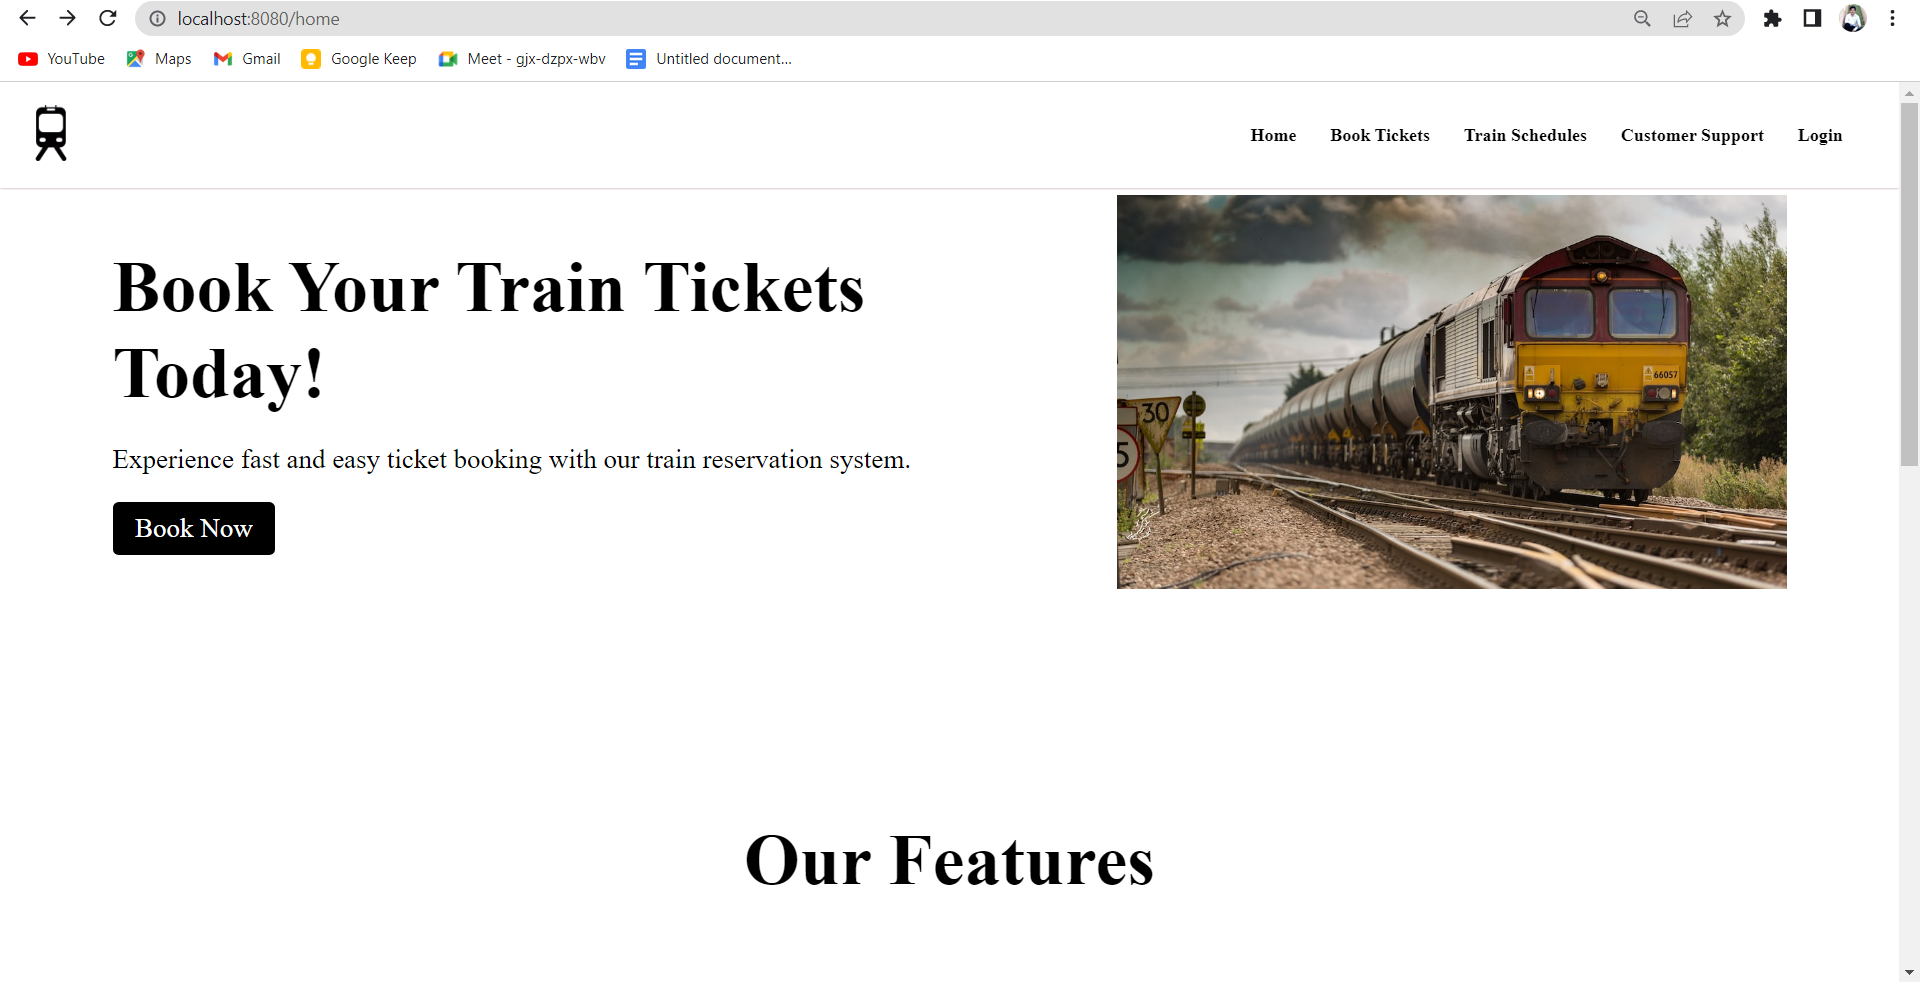 localhost:8080/home
YouTube Maps Gmail Google Keep Meet - gjx-dzpx-wbv Untitled document...
Home Book Tickets Train Schedules Customer Support Login
Book Your Train Tickets
Today!
Experience fast and easy ticket booking with our train reservation system.
Book Now
66057
30
5
Our Features